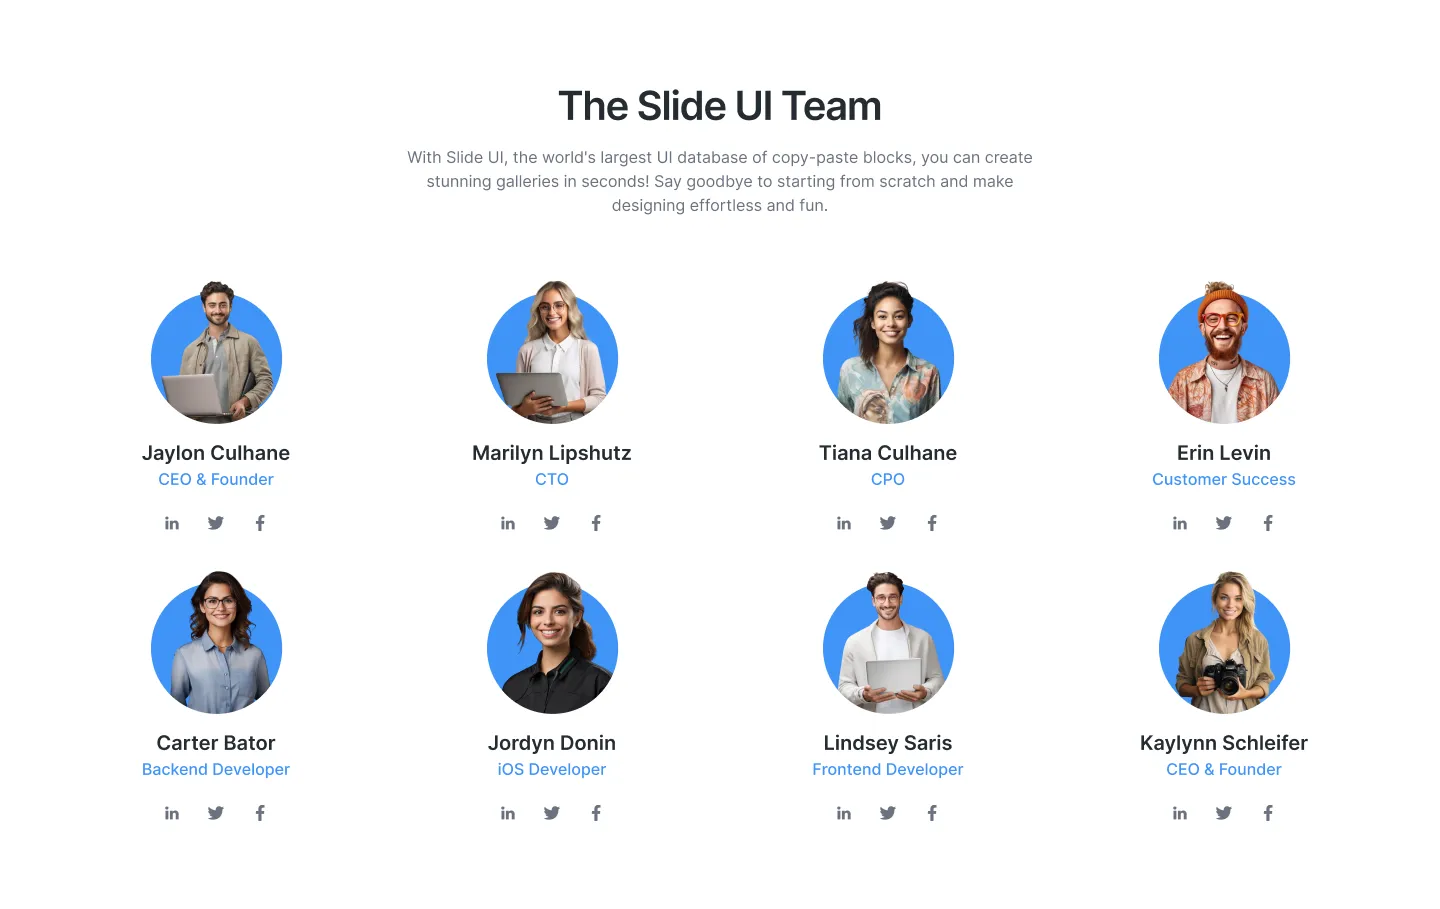 The Slide UI Team
With Slide UI, the world's largest UI database of copy-paste blocks, you can create
stunning galleries in seconds! Say goodbye to starting from scratch and make
designing effortless and fun.
Jaylon Culhane
CEO & Founder
Marilyn Lipshutz
CTO
Tiana Culhane
CPO
Erin Levin
Customer Success
Carter Bator
Backend Developer
Jordyn Donin
iOS Developer
Lindsey Saris
Frontend Developer
Kaylynn Schleifer
CEO & Founder